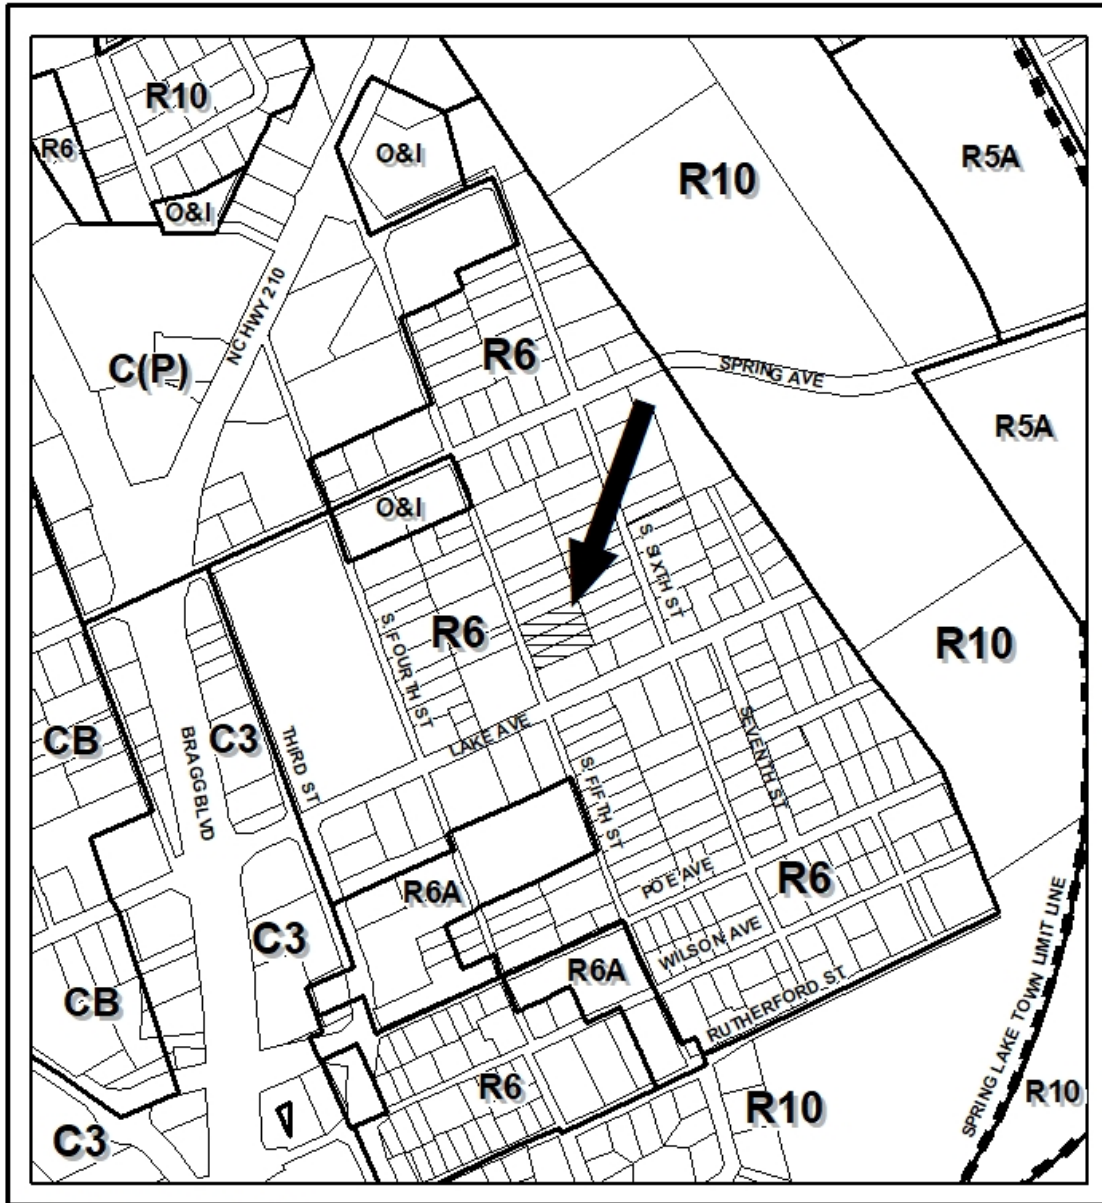 R10
R6
O&I
O&I
R10
R5A
NC HWY 210
C(P)
R6
SPRING AVE
R5A
O&I
S. SIXTH ST
S. FOURTH ST
R6
R10
CB
BRAGG BLVD
C3
THIRD ST
LAKE AVE
SEVENTH ST
S. FIFTH ST
R6A
POE AVE
R6
C3
WILSON AVE
R6A
CB
RUTHERFORD ST
SPRING LAKE TOWN LIMIT LINE
R6
R10
R10
C3